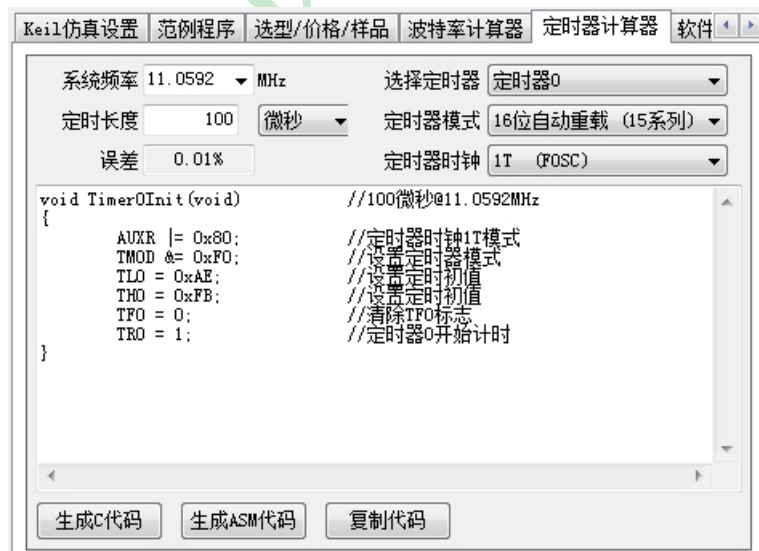 Keil仿真设置 范例程序 选型/价格/样品 波特率计算器 定时器计算器 软件
系统频率 11.0592 MHz 选择定时器 定时器0
定时长度 100 微秒 定时器模式 16位自动重载 (15系列)
误差 0.01% 定时器时钟 1T (FOSC)
void Timer0Init(void) //100微秒@11.0592MHz
{
AUXR |= 0x80; //定时器时钟1T模式
TMOD &= 0xF0; //设置定时器模式
TL0 = 0xAE; //设置定时初值
TH0 = 0xFB; //设置定时初值
TF0 = 0; //清除TF0标志
TR0 = 1; //定时器0开始计时
}
生成C代码 生成ASM代码 复制代码